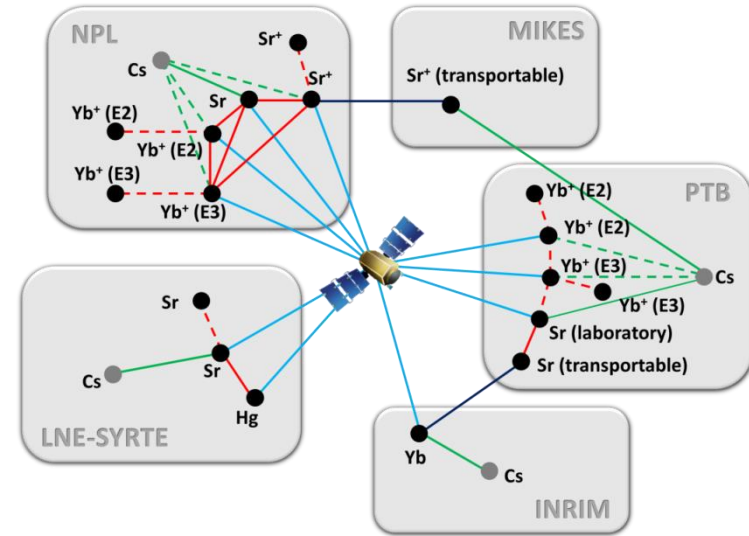 NPL
Cs
Sr⁺
Sr
Sr⁺
Yb⁺ (E2)
Yb⁺ (E2)
Yb⁺ (E3)
Yb⁺ (E3)
MIKES
Sr⁺ (transportable)
PTB
Yb⁺ (E2)
Yb⁺ (E2)
Yb⁺ (E3)
Cs
Yb⁺ (E3)
Sr (laboratory)
Sr (transportable)
Sr
Cs
Sr
Hg
LNE-SYRTE
Yb
Cs
INRIM